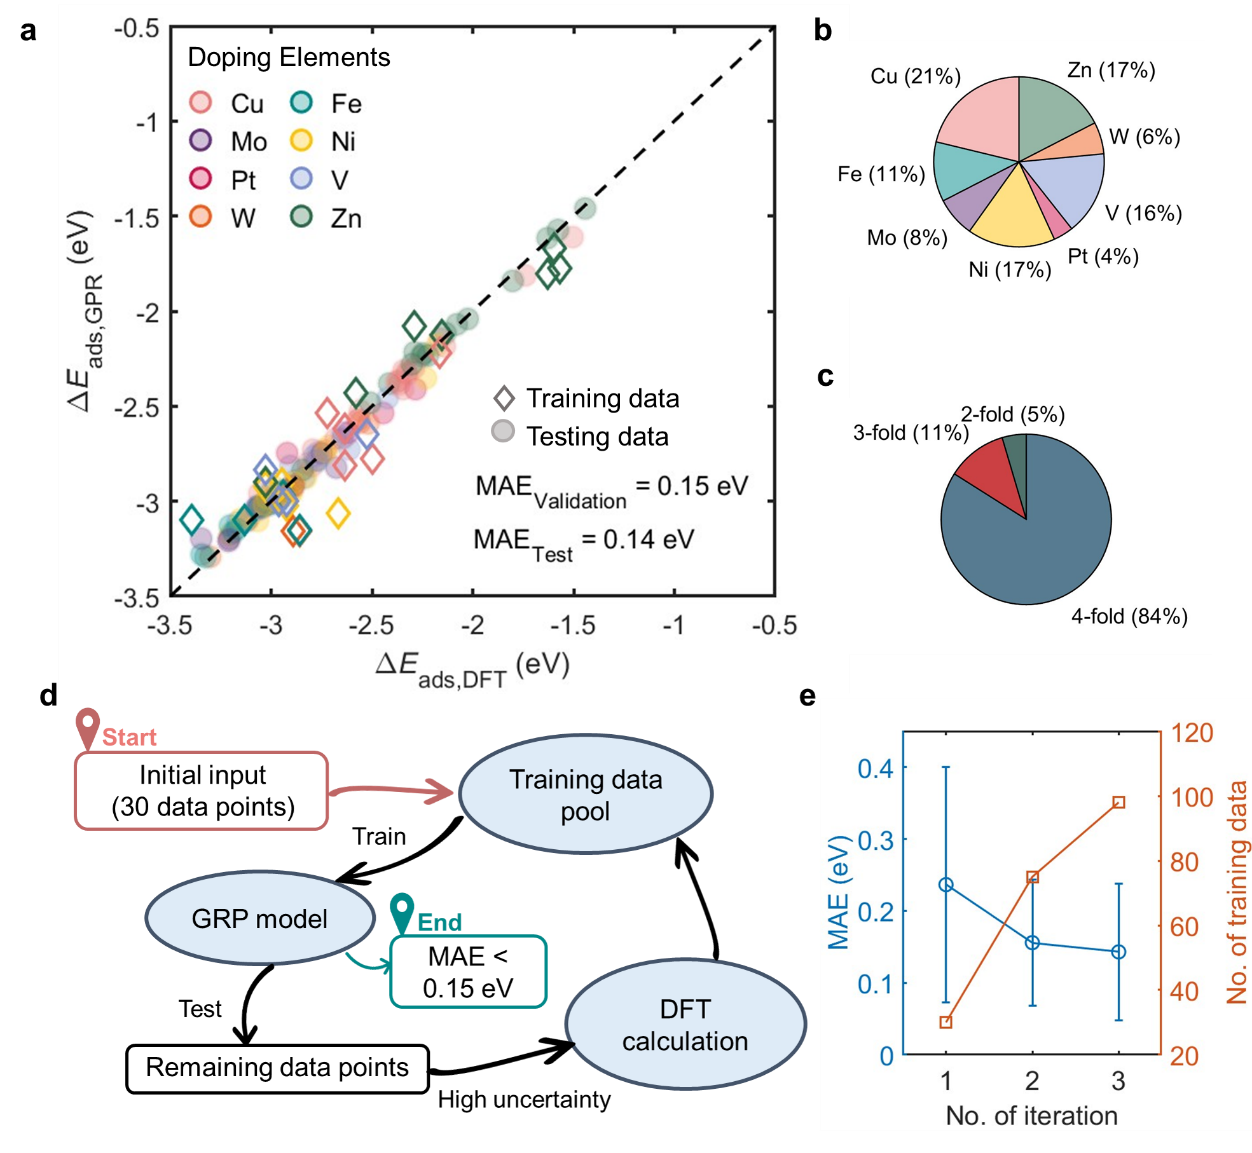 a
-0.5
-1
-1.5
-2
-2.5
-3
-3.5
ΔE_ads,GPR (eV)
Doping Elements
Cu
Fe
Mo
Ni
Pt
V
W
Zn
Training data
Testing data
MAE_Validation = 0.15 eV
MAE_Test = 0.14 eV
-3.5
-3
-2.5
-2
-1.5
-1
-0.5
ΔE_ads,DFT (eV)
b
Cu (21%)
Zn (17%)
W (6%)
Fe (11%)
V (16%)
Mo (8%)
Pt (4%)
Ni (17%)
c
2-fold (5%)
3-fold (11%)
4-fold (84%)
d
Start
Initial input
(30 data points)
Training data
pool
Train
GRP model
End
MAE <
0.15 eV
Test
DFT
calculation
Remaining data points
High uncertainty
e
0.4
0.3
0.2
0.1
0
MAE (eV)
120
100
80
60
40
20
No. of training data
1
2
3
No. of iteration